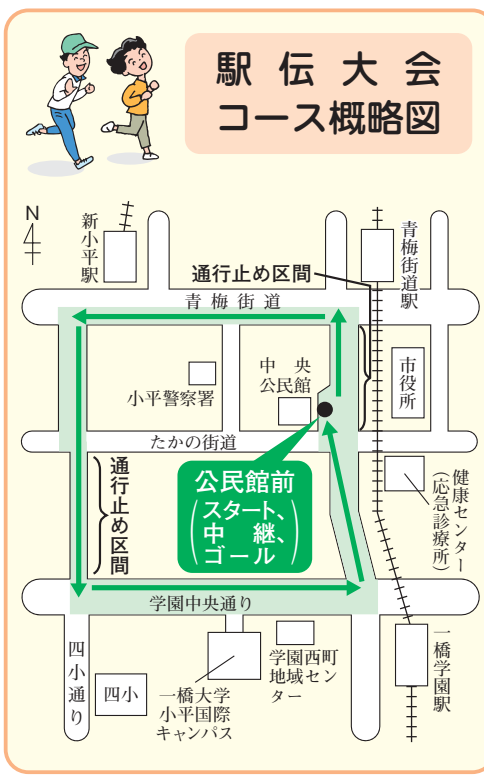 駅伝大会
コース概略図
N
新小平駅
青梅街道駅
通行止め区間
青梅街道
中央
公民館
市役所
小平警察署
たかの街道
公民館前
(スタート、
中継、
ゴール)
通行止め区間
健康センター
(応急診療所)
学園中央通り
四小通り
四小
一橋大学
小平国際
キャンパス
学園西町
地域セン
ター
一橋学園駅